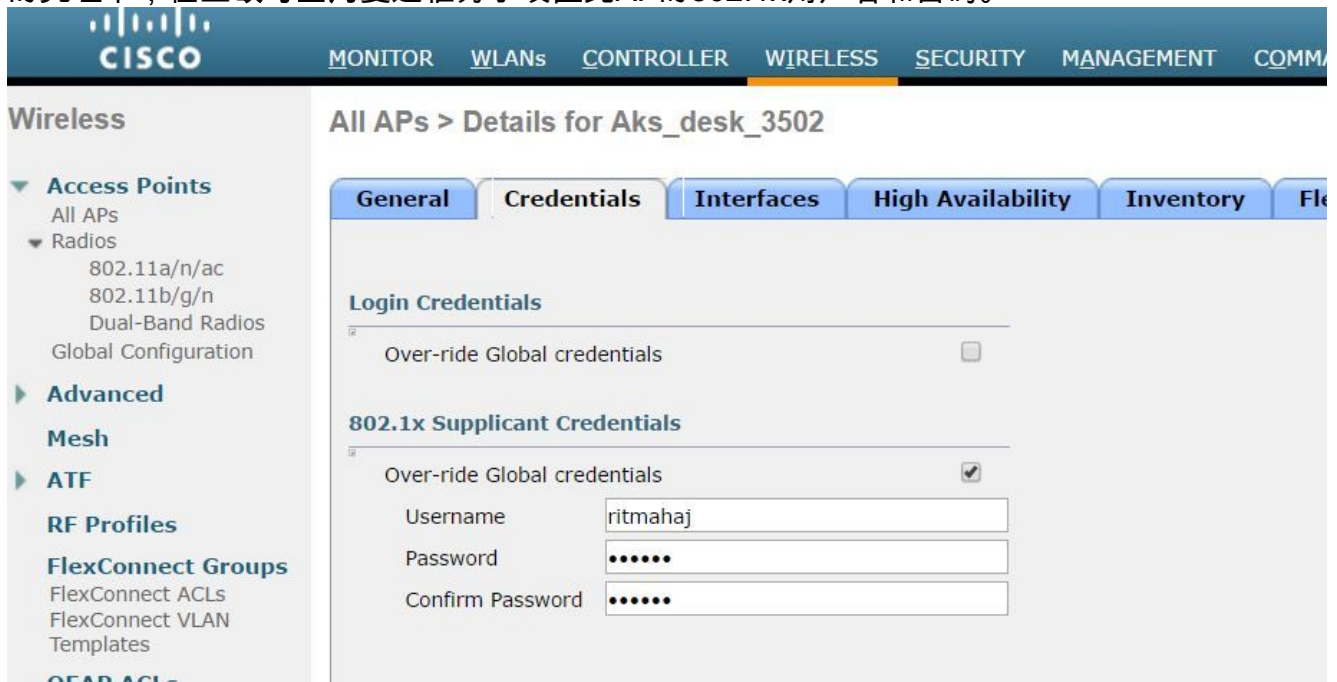 CISCO
MONITOR WLANs CONTROLLER WIRELESS SECURITY MANAGEMENT
Wireless
All APs > Details for Aks_desk_3502
Access Points
All APs
Radios
802.11a/n/ac
802.11b/g/n
Dual-Band Radios
Global Configuration
Advanced
Mesh
ATF
RF Profiles
FlexConnect Groups
FlexConnect ACLs
FlexConnect VLAN
Templates
General Credentials Interfaces High Availability Inventory
Login Credentials
Over-ride Global credentials
802.1x Supplicant Credentials
Over-ride Global credentials
Username ritmahaj
Password ••••••
Confirm Password ••••••